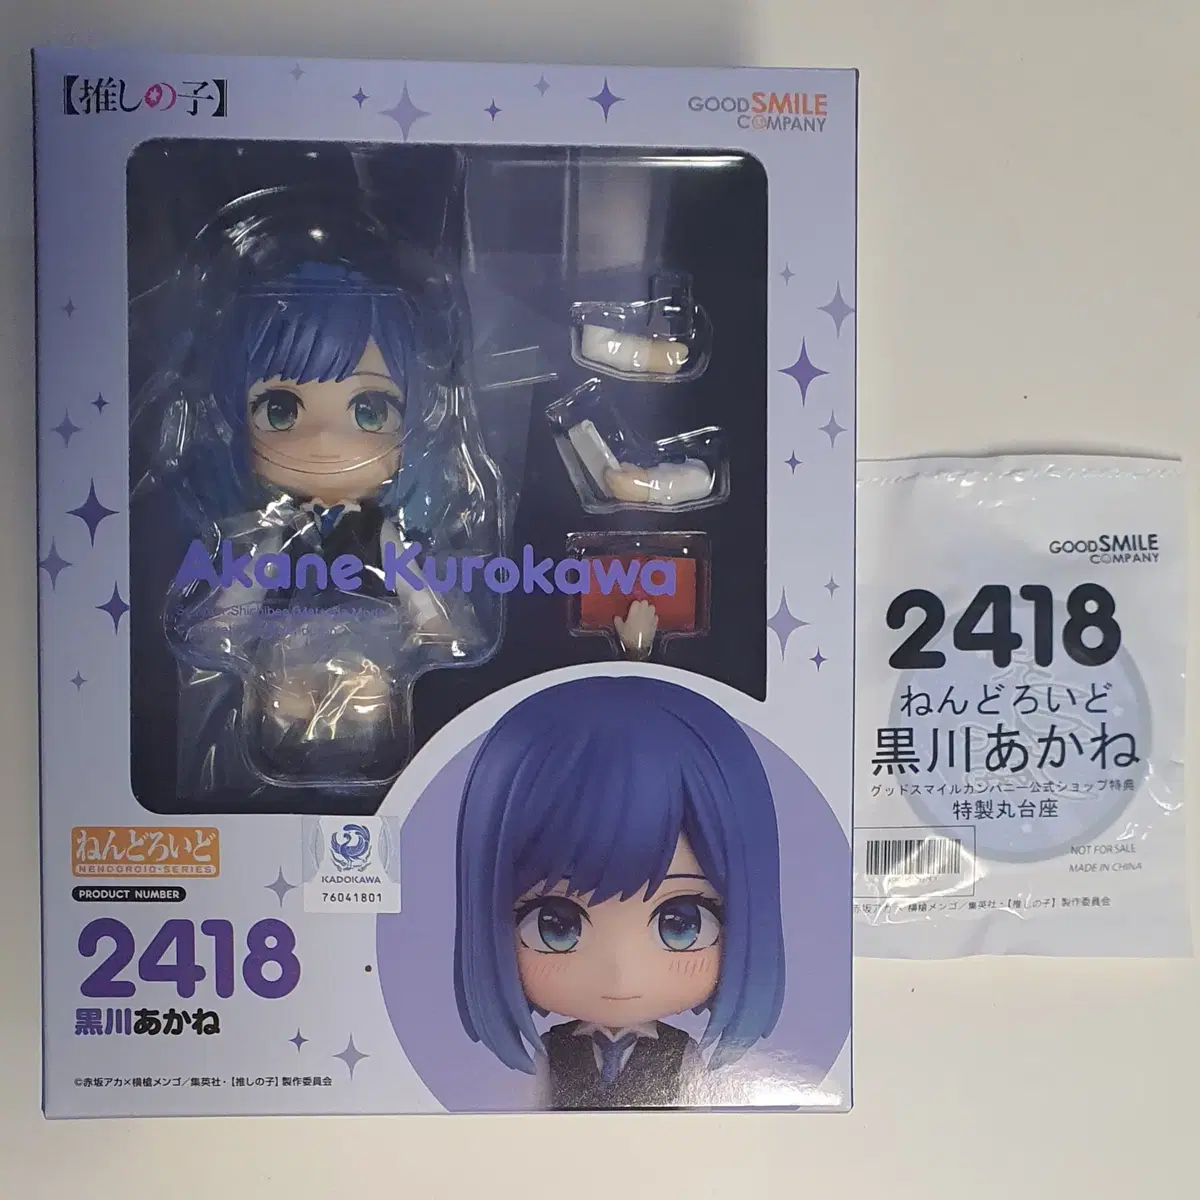 【推しの子】
GOOD SMILE
COMPANY
Akane Kurokawa
ねんどろいど
NENDOROID-SERIES
PRODUCT NUMBER
2418
黒川あかね
KADOKAWA
76041801
©赤坂アカ×横槍メンゴ/集英社・【推しの子】製作委員会
GOOD SMILE
COMPANY
2418
ねんどろいど
黒川あかね
グッドスマイルカンパニー公式ショップ特典
特製丸台座
NOT FOR SALE
MADE IN CHINA
赤坂アカ×横槍メンゴ/集英社・【推しの子】製作委員会